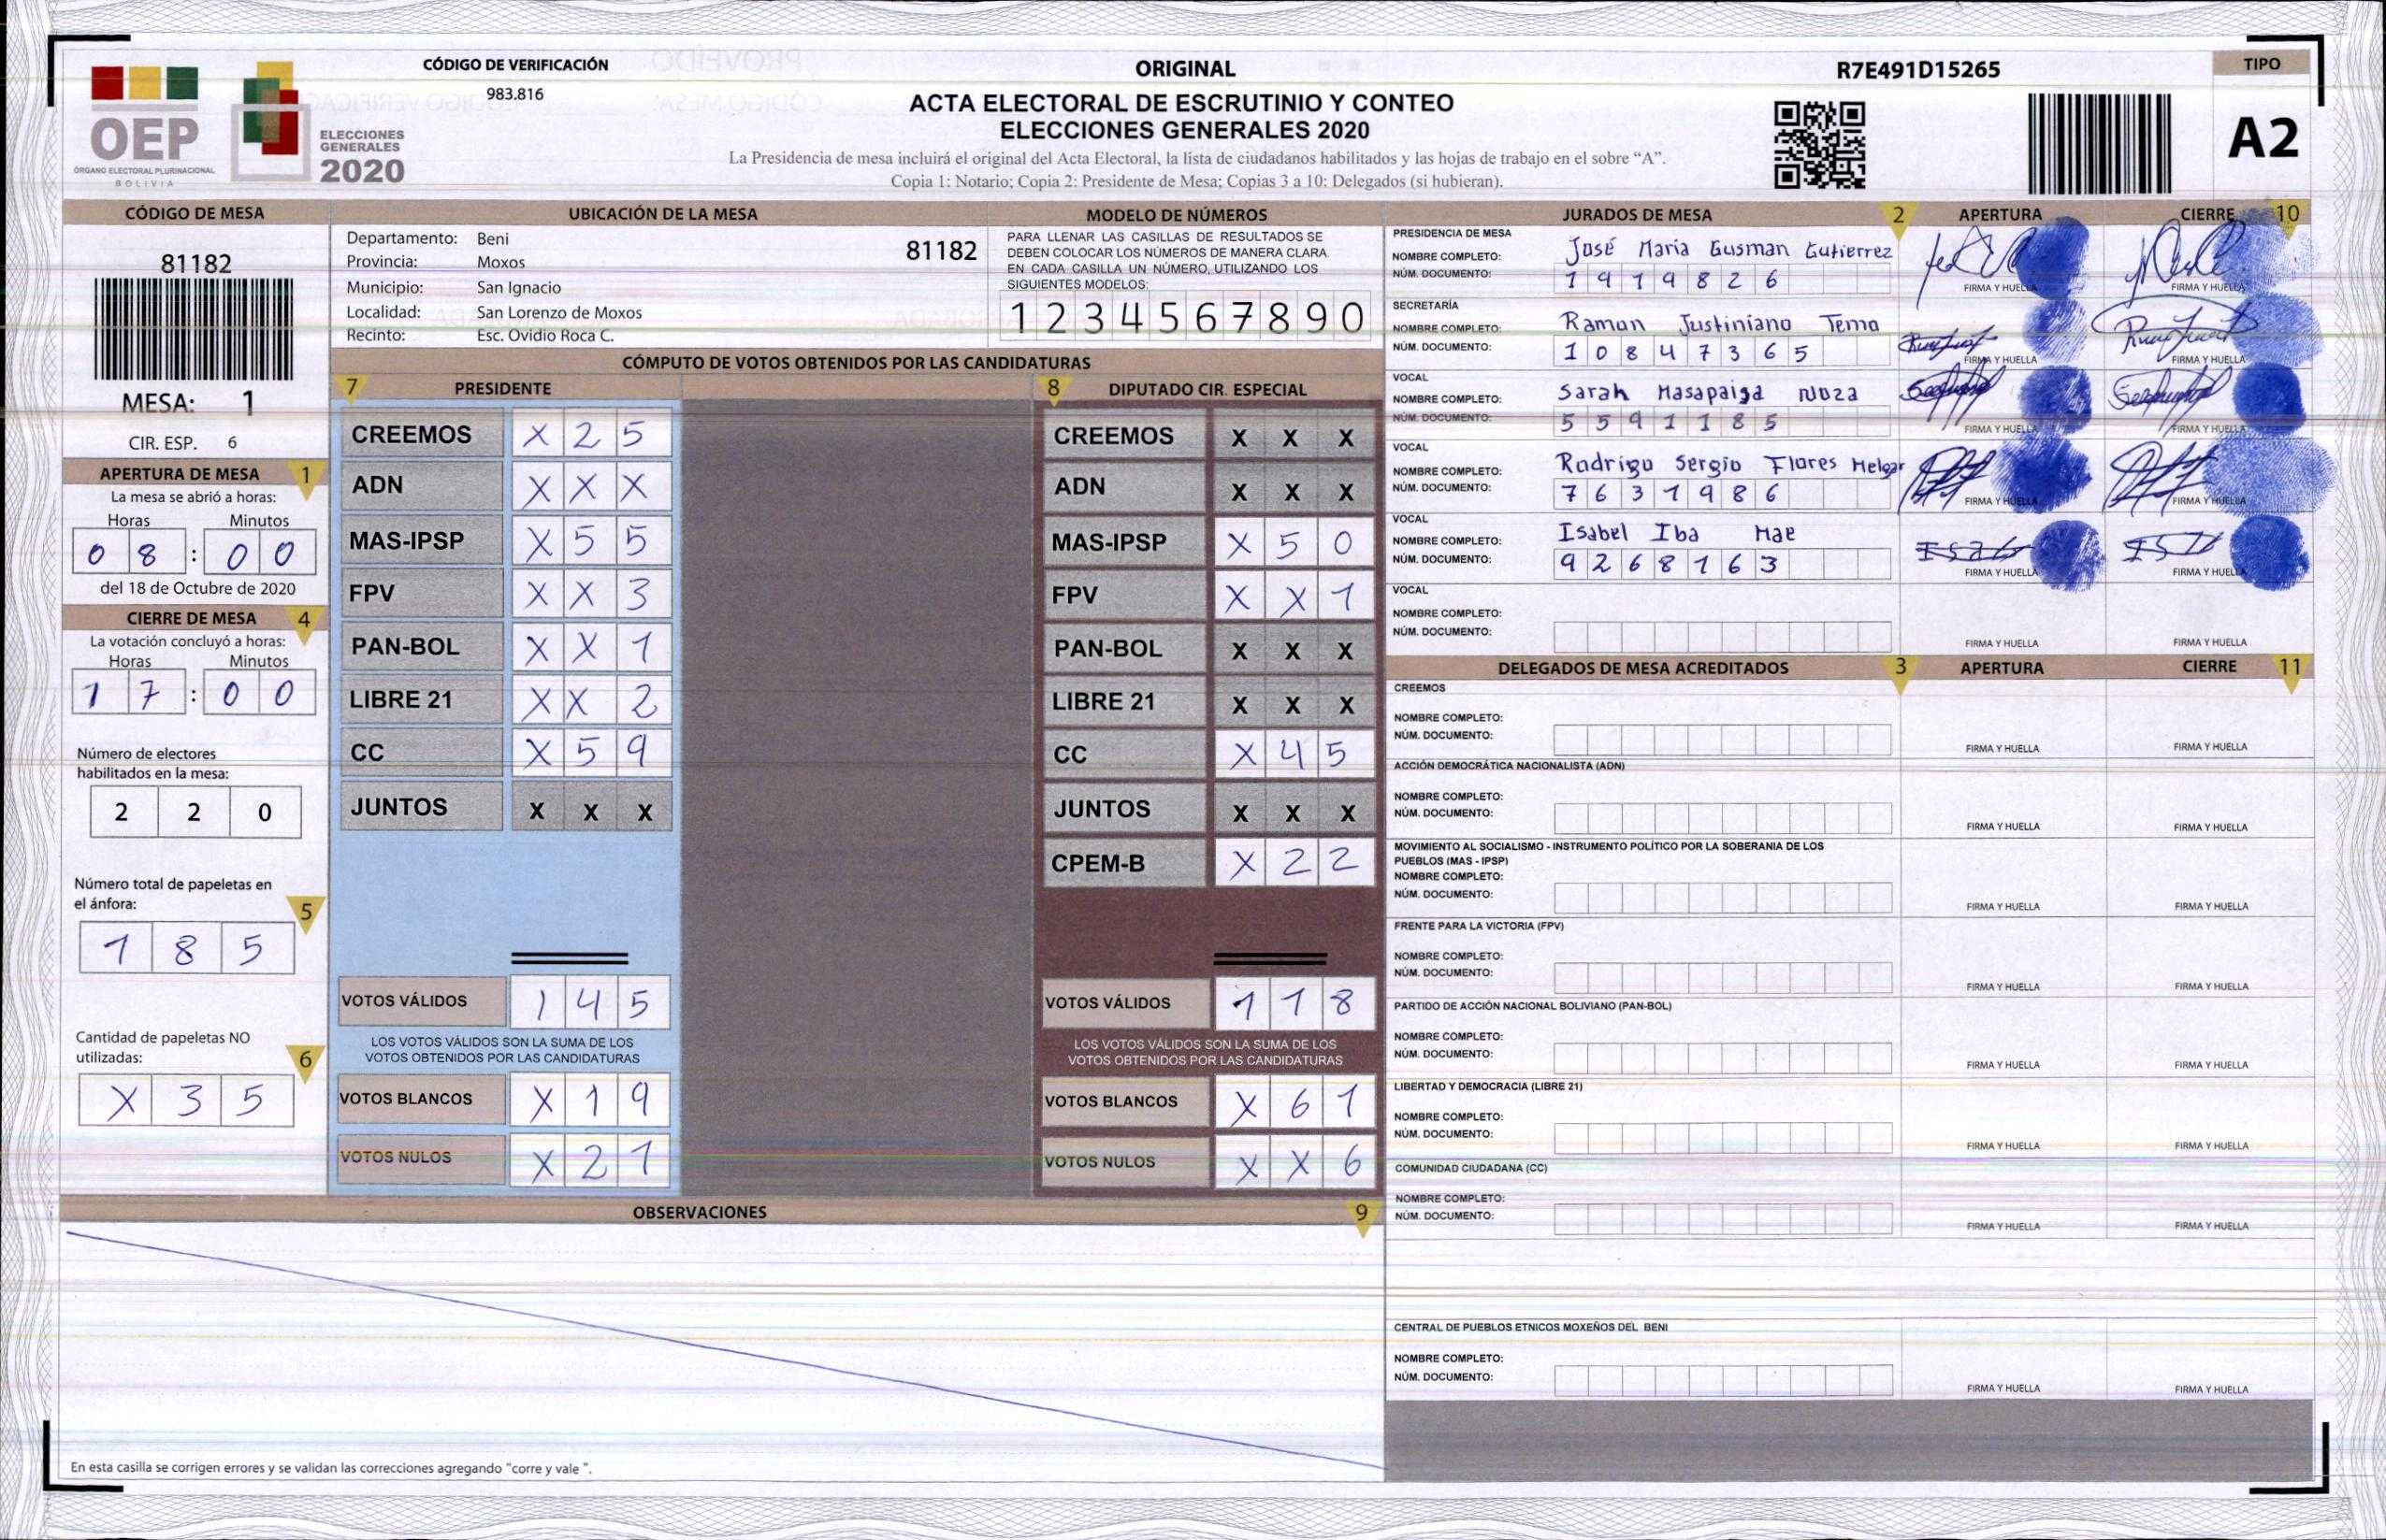 CÓDIGO DE VERIFICACIÓN
983.816
OEP
ÓRGANO ELECTORAL PLURINACIONAL
BOLIVIA
ELECCIONES
GENERALES
2020
ORIGINAL
ACTA ELECTORAL DE ESCRUTINIO Y CONTEO
ELECCIONES GENERALES 2020
La Presidencia de mesa incluirá el original del Acta Electoral, la lista de ciudadanos habilitados y las hojas de trabajo en el sobre “A”.
Copia 1: Notario; Copia 2: Presidente de Mesa; Copias 3 a 10: Delegados (si hubieran).
R7E491D15265
TIPO
A2
CÓDIGO DE MESA
81182
MESA: 1
CIR. ESP. 6
APERTURA DE MESA 1
La mesa se abrió a horas:
Horas Minutos
0 8 : 0 0
del 18 de Octubre de 2020
CIERRE DE MESA 4
La votación concluyó a horas:
Horas Minutos
1 7 : 0 0
Número de electores
habilitados en la mesa:
2 2 0
Número total de papeletas en
el ánfora: 5
1 8 5
Cantidad de papeletas NO
utilizadas: 6
X 3 5
UBICACIÓN DE LA MESA
Departamento: Beni
81182
Provincia: Moxos
Municipio: San Ignacio
Localidad: San Lorenzo de Moxos
Recinto: Esc. Ovidio Roca C.
MODELO DE NÚMEROS
PARA LLENAR LAS CASILLAS DE RESULTADOS SE
DEBEN COLOCAR LOS NÚMEROS DE MANERA CLARA.
EN CADA CASILLA UN NÚMERO, UTILIZANDO LOS
SIGUIENTES MODELOS:
1 2 3 4 5 6 7 8 9 0
CÓMPUTO DE VOTOS OBTENIDOS POR LAS CANDIDATURAS
7 PRESIDENTE
CREEMOS X 2 5
ADN X X X
MAS-IPSP X 5 5
FPV X X 3
PAN-BOL X X 1
LIBRE 21 X X 2
CC X 5 9
JUNTOS X X X
VOTOS VÁLIDOS 1 4 5
LOS VOTOS VÁLIDOS SON LA SUMA DE LOS
VOTOS OBTENIDOS POR LAS CANDIDATURAS
VOTOS BLANCOS X 1 9
VOTOS NULOS X 2 1
8 DIPUTADO CIR. ESPECIAL
CREEMOS X X X
ADN X X X
MAS-IPSP X 5 0
FPV X X 1
PAN-BOL X X X
LIBRE 21 X X X
CC X 4 5
JUNTOS X X X
CPEM-B X 2 2
VOTOS VÁLIDOS 1 1 8
LOS VOTOS VÁLIDOS SON LA SUMA DE LOS
VOTOS OBTENIDOS POR LAS CANDIDATURAS
VOTOS BLANCOS X 6 1
VOTOS NULOS X X 6
OBSERVACIONES 9
En esta casilla se corrigen errores y se validan las correcciones agregando "corre y vale ".
JURADOS DE MESA 2 APERTURA CIERRE 10
PRESIDENCIA DE MESA
NOMBRE COMPLETO: José María Gusman Gutierrez
NÚM. DOCUMENTO: 1 9 1 9 8 2 6
FIRMA Y HUELLA FIRMA Y HUELLA
SECRETARÍA
NOMBRE COMPLETO: Ramon Justiniano Temo
NÚM. DOCUMENTO: 1 0 8 4 7 3 6 5
FIRMA Y HUELLA FIRMA Y HUELLA
VOCAL
NOMBRE COMPLETO: Sarah Masapaiga Noza
NÚM. DOCUMENTO: 5 5 9 1 1 8 5
FIRMA Y HUELLA FIRMA Y HUELLA
VOCAL
NOMBRE COMPLETO: Rodrigo Sergio Flores Melgar
NÚM. DOCUMENTO: 7 6 3 1 9 8 6
FIRMA Y HUELLA FIRMA Y HUELLA
VOCAL
NOMBRE COMPLETO: Isabel Iba Mae
NÚM. DOCUMENTO: 9 2 6 8 1 6 3
FIRMA Y HUELLA FIRMA Y HUELLA
VOCAL
NOMBRE COMPLETO:
NÚM. DOCUMENTO:
FIRMA Y HUELLA FIRMA Y HUELLA
DELEGADOS DE MESA ACREDITADOS 3 APERTURA CIERRE 11
CREEMOS
NOMBRE COMPLETO:
NÚM. DOCUMENTO:
FIRMA Y HUELLA FIRMA Y HUELLA
ACCIÓN DEMOCRÁTICA NACIONALISTA (ADN)
NOMBRE COMPLETO:
NÚM. DOCUMENTO:
FIRMA Y HUELLA FIRMA Y HUELLA
MOVIMIENTO AL SOCIALISMO - INSTRUMENTO POLÍTICO POR LA SOBERANIA DE LOS
PUEBLOS (MAS - IPSP)
NOMBRE COMPLETO:
NÚM. DOCUMENTO:
FIRMA Y HUELLA FIRMA Y HUELLA
FRENTE PARA LA VICTORIA (FPV)
NOMBRE COMPLETO:
NÚM. DOCUMENTO:
FIRMA Y HUELLA FIRMA Y HUELLA
PARTIDO DE ACCIÓN NACIONAL BOLIVIANO (PAN-BOL)
NOMBRE COMPLETO:
NÚM. DOCUMENTO:
FIRMA Y HUELLA FIRMA Y HUELLA
LIBERTAD Y DEMOCRACIA (LIBRE 21)
NOMBRE COMPLETO:
NÚM. DOCUMENTO:
FIRMA Y HUELLA FIRMA Y HUELLA
COMUNIDAD CIUDADANA (CC)
NOMBRE COMPLETO:
NÚM. DOCUMENTO:
FIRMA Y HUELLA FIRMA Y HUELLA
CENTRAL DE PUEBLOS ETNICOS MOXEÑOS DEL BENI
NOMBRE COMPLETO:
NÚM. DOCUMENTO:
FIRMA Y HUELLA FIRMA Y HUELLA